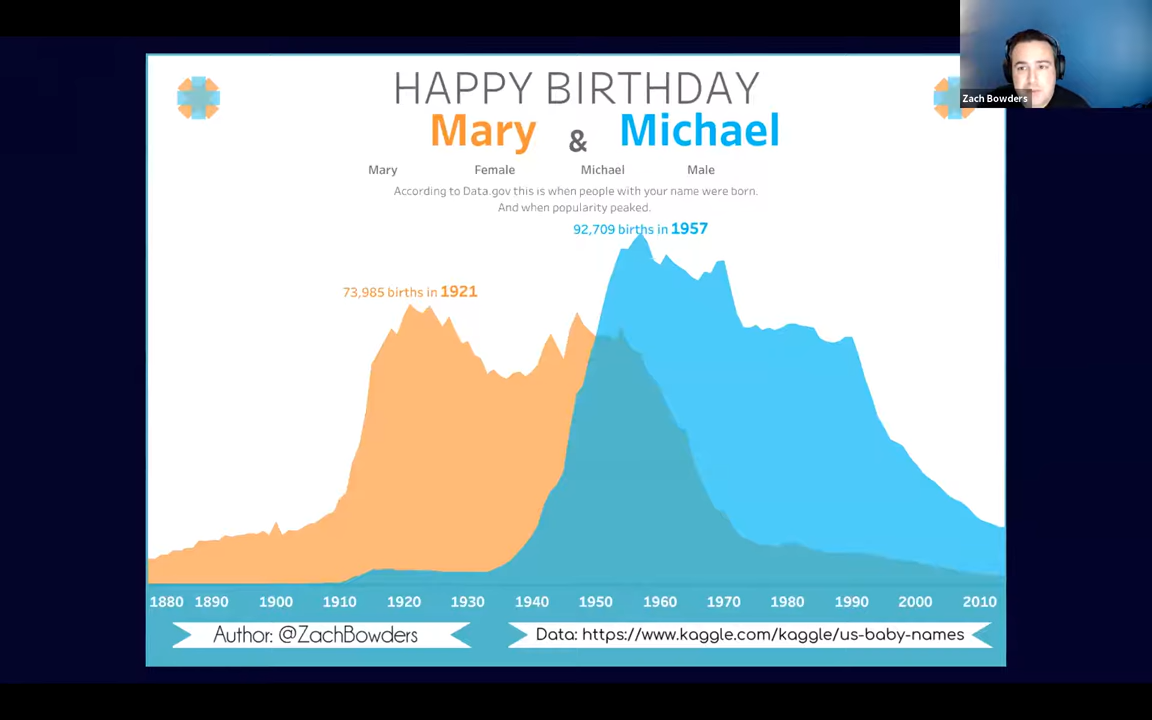 Zach Bowders
HAPPY BIRTHDAY
Mary & Michael
Mary Female Michael Male
According to Data.gov this is when people with your name were born.
And when popularity peaked.
92,709 births in 1957
73,985 births in 1921
1880 1890 1900 1910 1920 1930 1940 1950 1960 1970 1980 1990 2000 2010
Author: @ZachBowders
Data: https://www.kaggle.com/kaggle/us-baby-names